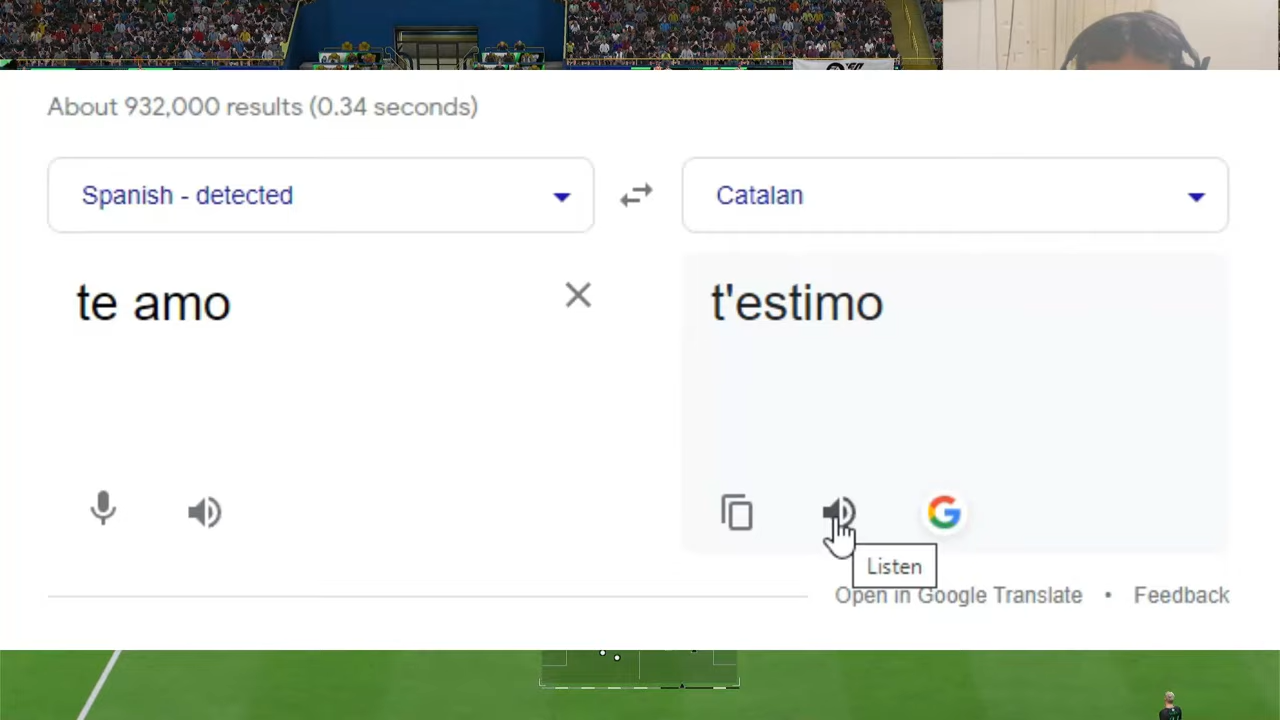 About 932,000 results (0.34 seconds)
Spanish - detected
Catalan
te amo
t'estimo
Listen
Open in Google Translate • Feedback